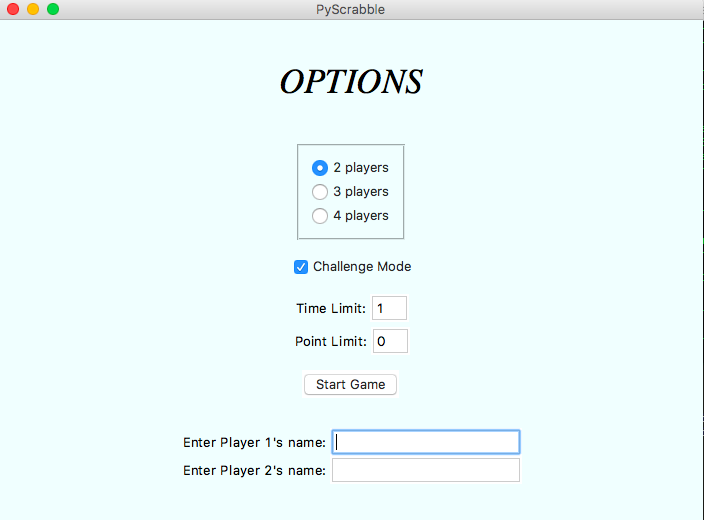 PyScrabble
OPTIONS
2 players
3 players
4 players
Challenge Mode
Time Limit: 1
Point Limit: 0
Start Game
Enter Player 1's name:
Enter Player 2's name: